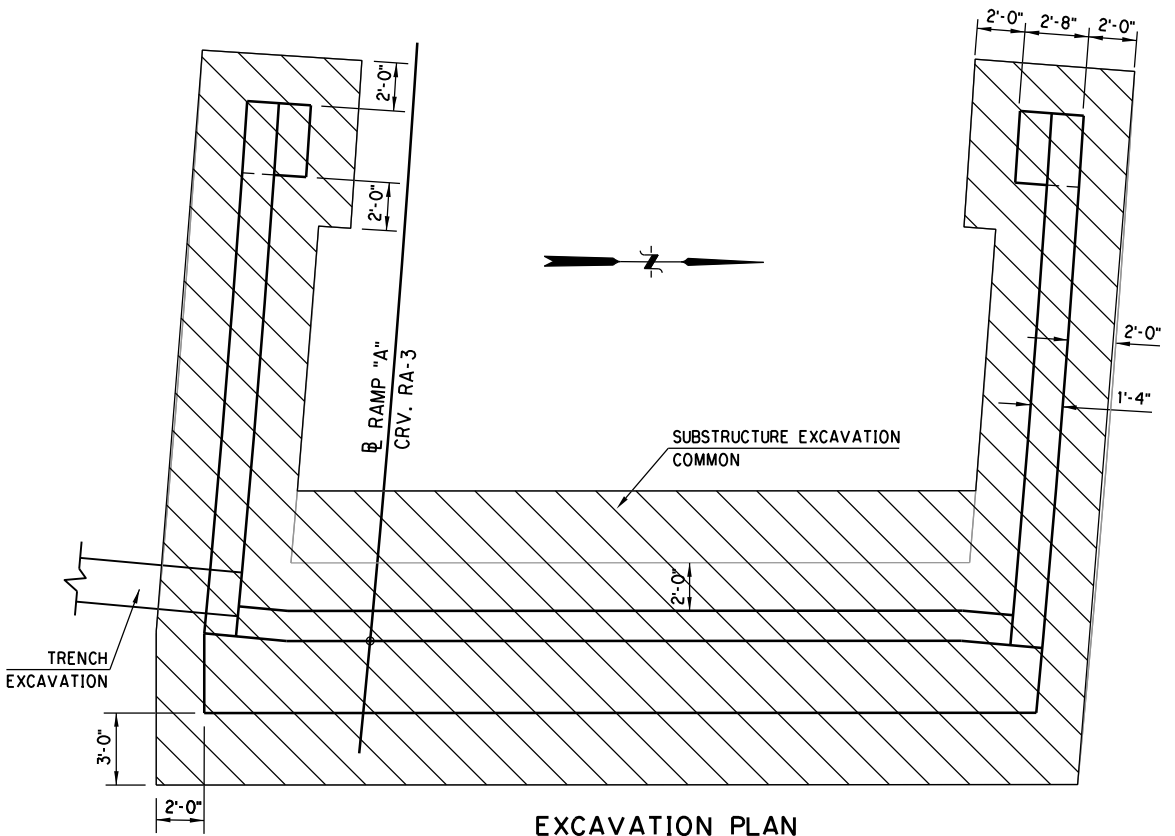 2'-0"
2'-8"
2'-0"
2'-0"
2'-0"
℄ RAMP "A"
CRV. RA-3
2'-0"
1'-4"
SUBSTRUCTURE EXCAVATION
COMMON
2'-0"
TRENCH
EXCAVATION
3'-0"
2'-0"
EXCAVATION PLAN